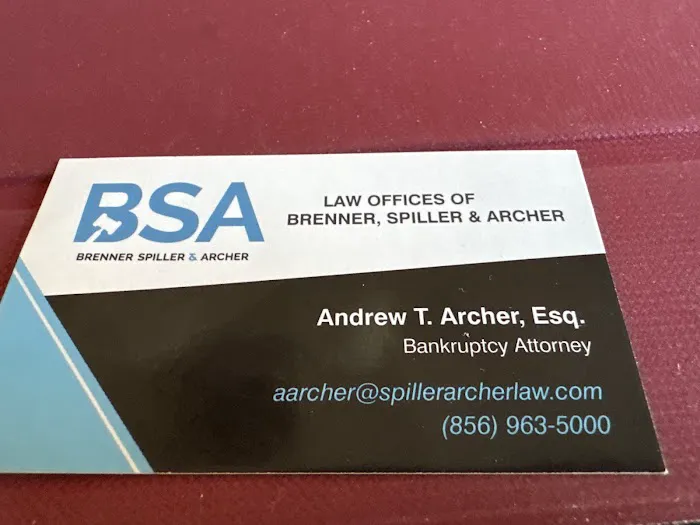 BSA
BRENNER SPILLER & ARCHER
LAW OFFICES OF
BRENNER, SPILLER & ARCHER
Andrew T. Archer, Esq.
Bankruptcy Attorney
aarcher@spillerarcherlaw.com
(856) 963-5000